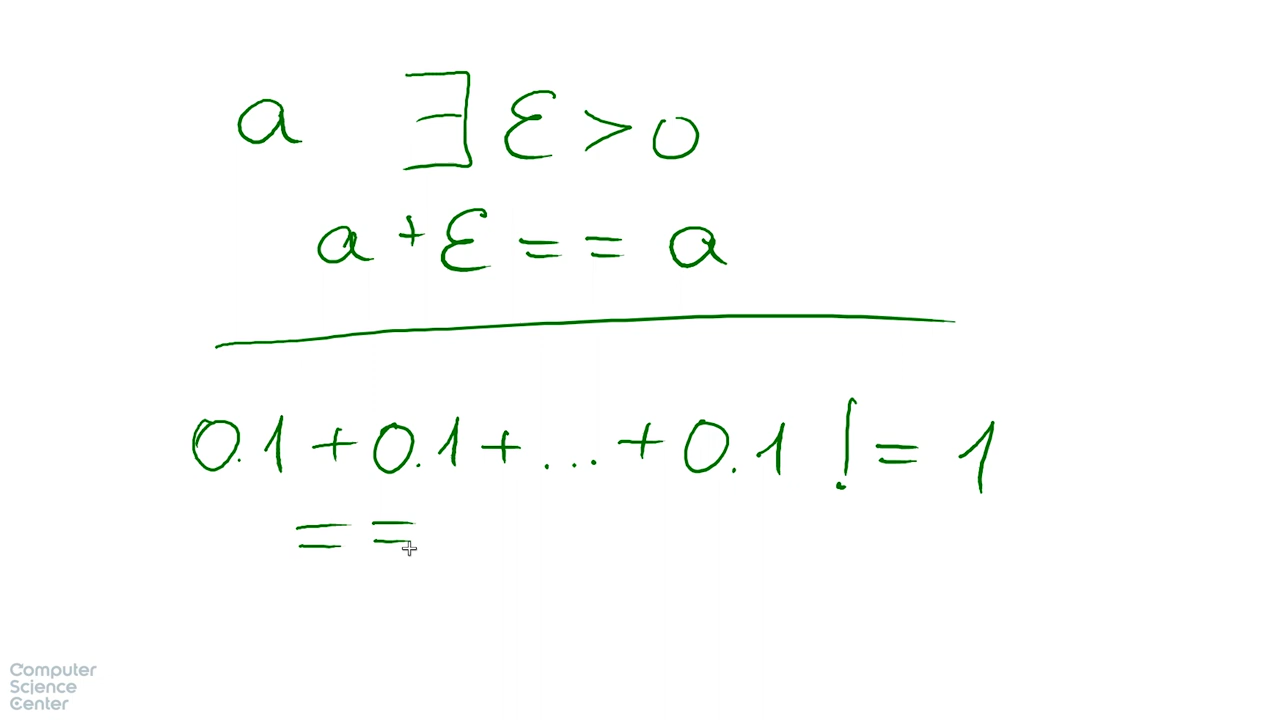 a ∃ ε > 0
a + ε == a
0.1 + 0.1 + ... + 0.1 != 1
==
Computer
Science
Center